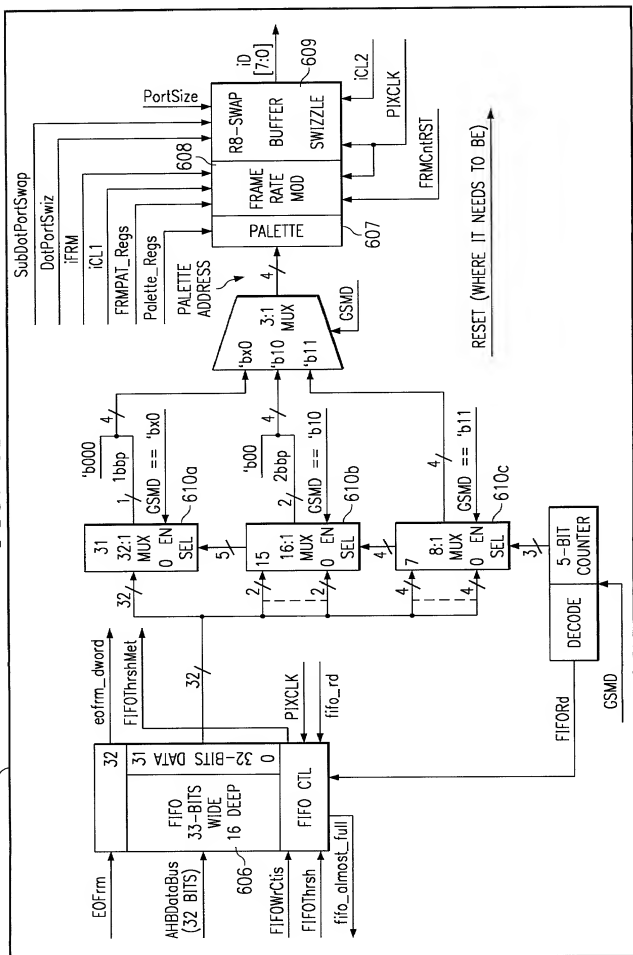 SubDotPortSwap
DotPortSwiz
iFRM
iCL1
FRMPAT_Regs
Palette_Regs
PortSize
PALETTE
ADDRESS
4
PALETTE
607
FRAME
RATE
MOD
608
R8-SWAP
BUFFER
SWIZZLE
609
iD
[7:0]
iCL2
PIXCLK
FRMCntRST
RESET (WHERE IT NEEDS TO BE)
3:1
MUX
'bx0
'b10
'b11
GSMD
'b000
4
1
1bbp
GSMD == 'bx0
610a
31
32:1
MUX
0 EN
SEL
32
5
'b00
4
2
2bbp
GSMD == 'b10
610b
15
16:1
MUX
0 EN
SEL
2
2
4
4
GSMD == 'b11
610c
7
8:1
MUX
0 EN
SEL
4
4
3
5-BIT
COUNTER
DECODE
GSMD
FIFORd
32
eofrm_dword
FIFOThrshMet
PIXCLK
fifo_rd
32
31
32-BITS DATA
0
FIFO
33-BITS
WIDE
16 DEEP
606
FIFO CTL
EOFrm
AHBDataBus
(32 BITS)
FIFOWrCtls
FIFOThrsh
fifo_almost_full